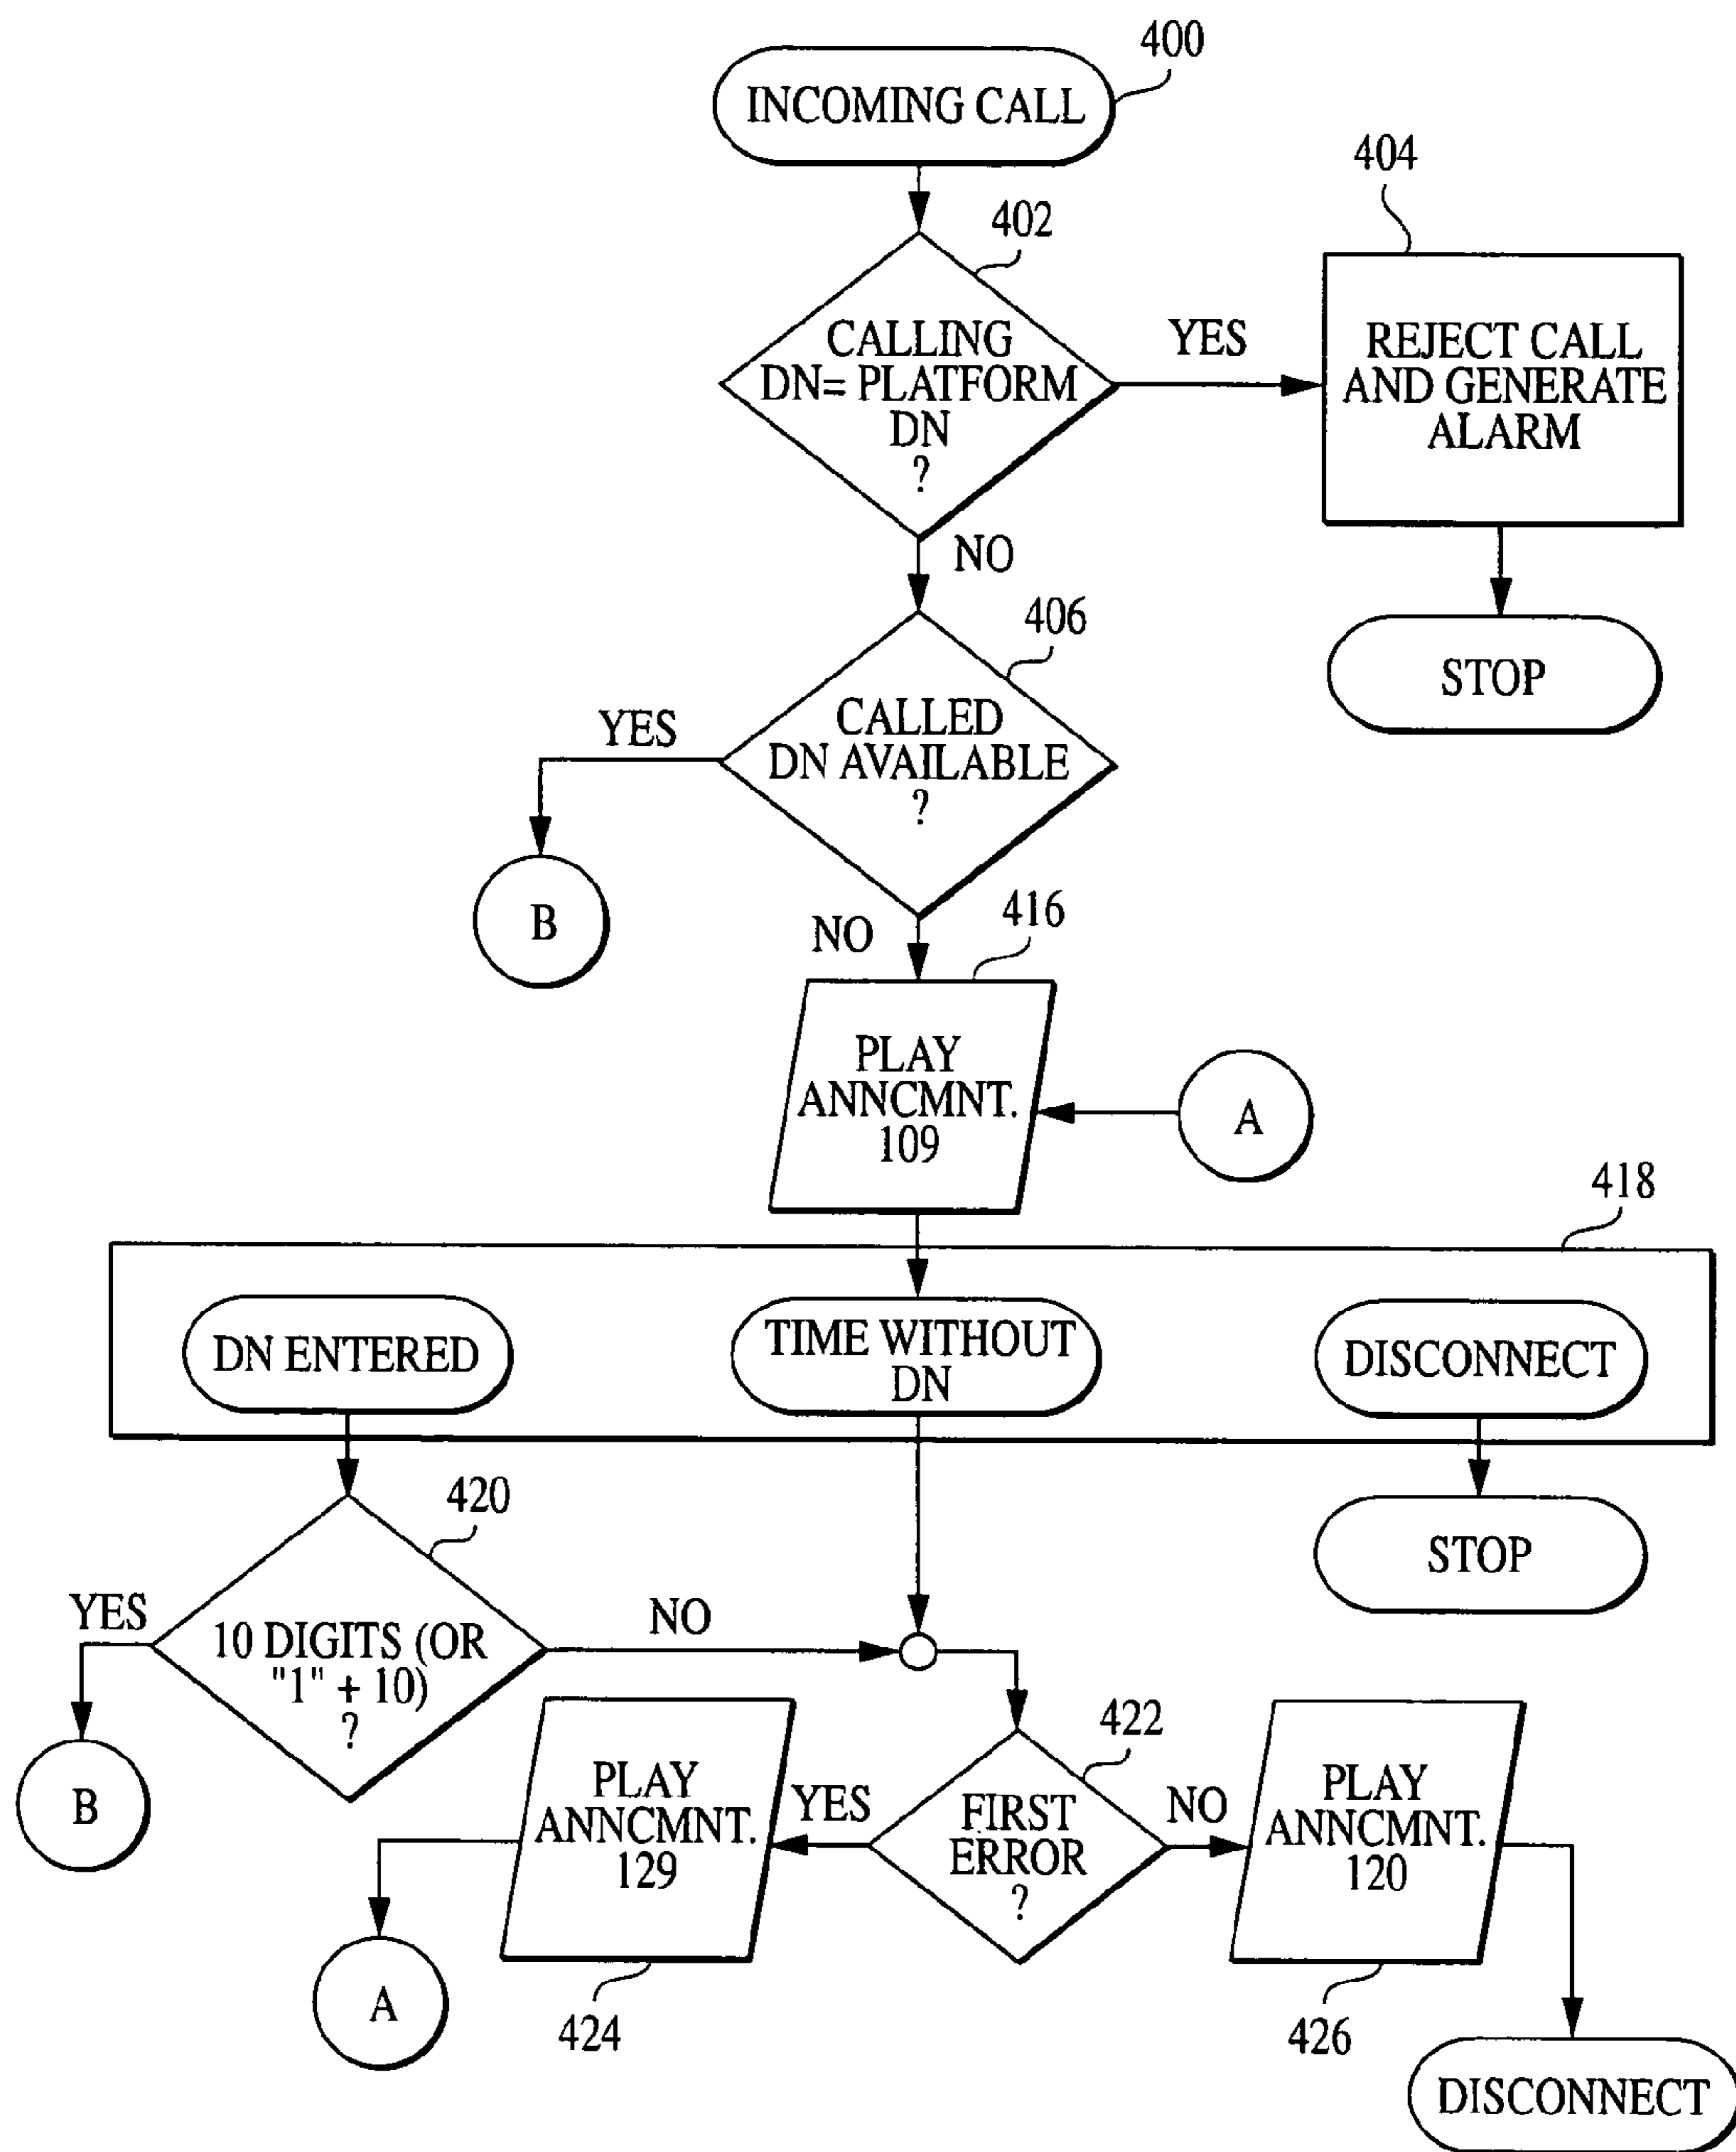 400
INCOMING CALL
402
404
CALLING
DN= PLATFORM
DN
?
YES
REJECT CALL
AND GENERATE
ALARM
NO
406
STOP
CALLED
DN AVAILABLE
?
YES
B
NO
416
PLAY
ANNCMNT.
109
A
418
DN ENTERED
TIME WITHOUT
DN
DISCONNECT
420
STOP
YES
10 DIGITS (OR
"1" + 10)
?
NO
B
422
PLAY
ANNCMNT.
129
YES
FIRST
ERROR
?
NO
PLAY
ANNCMNT.
120
A
424
426
DISCONNECT